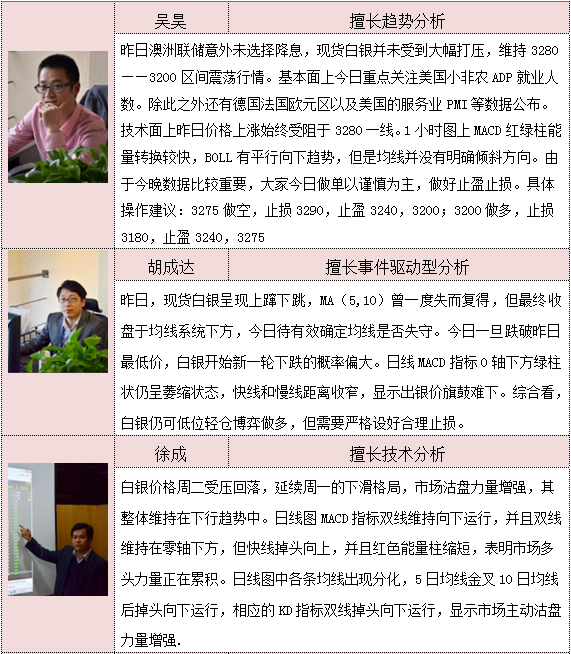 吴昊 擅长趋势分析
昨日澳洲联储意外未选择降息，现货白银并未受到大幅打压，维持 3280
——3200 区间震荡行情。基本面上今日重点关注美国小非农 ADP 就业人
数。除此之外还有德国法国欧元区以及美国的服务业 PMI 等数据公布。
技术面上昨日价格上涨始终受阻于 3280 一线。1 小时图上 MACD 红绿柱能
量转换较快，BOLL 有平行向下趋势，但是均线并没有明确倾斜方向。由
于今晚数据比较重要，大家今日做单以谨慎为主，做好止盈止损。具体
操作建议：3275 做空，止损 3290，止盈 3240，3200；3200 做多，止损
3180，止盈 3240，3275
胡成达 擅长事件驱动型分析
昨日，现货白银呈现上蹿下跳，MA（5,10）曾一度失而复得，但最终收
盘于均线系统下方，今日待有效确定均线是否失守。今日一旦跌破昨日
最低价，白银开始新一轮下跌的概率偏大。日线 MACD 指标 0 轴下方绿柱
状仍呈萎缩状态，快线和慢线距离收窄，显示出银价旗鼓难下。综合看，
白银仍可低位轻仓博弈做多，但需要严格设好合理止损。
徐成 擅长技术分析
白银价格周二受压回落，延续周一的下滑格局，市场沽盘力量增强，其
整体维持在下行趋势中。日线图 MACD 指标双线维持向下运行，并且双线
维持在零轴下方，但快线掉头向上，并且红色能量柱缩短，表明市场多
头力量正在累积。日线图中各条均线出现分化，5 日均线金叉 10 日均线
后掉头向下运行，相应的 KD 指标双线掉头向下运行，显示市场主动沽盘
力量增强.